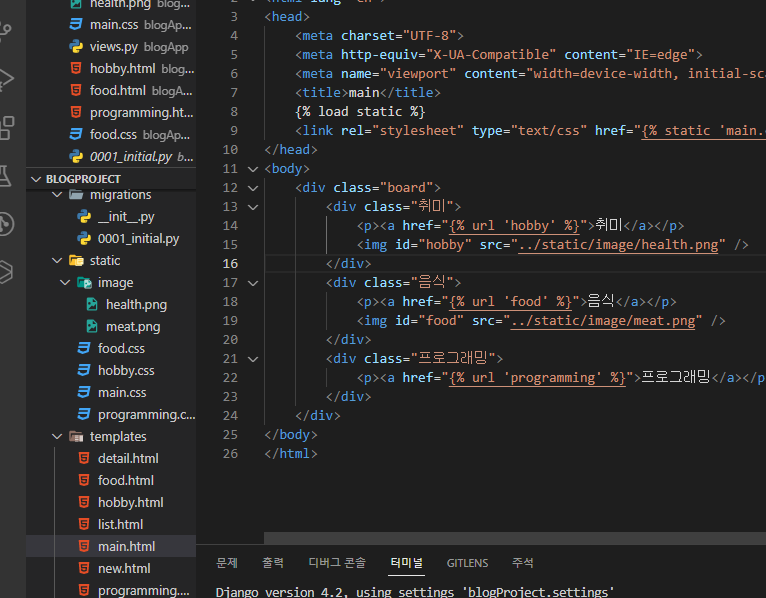 health.png blog...
main.css blogAp...
views.py blogApp
hobby.html blog...
food.html blogA...
programming.ht...
food.css blogAp...
0001_initial.py b...
BLOGPROJECT
migrations
__init__.py
0001_initial.py
static
image
health.png
meat.png
food.css
hobby.css
main.css
programming.c...
templates
detail.html
food.html
hobby.html
list.html
main.html
new.html
programming....
2
3 <head>
4 <meta charset="UTF-8">
5 <meta http-equiv="X-UA-Compatible" content="IE=edge">
6 <meta name="viewport" content="width=device-width, initial-sca
7 <title>main</title>
8 {% load static %}
9 <link rel="stylesheet" type="text/css" href="{% static 'main.c
10 </head>
11 <body>
12 <div class="board">
13 <div class="취미">
14 <p><a href="{% url 'hobby' %}">취미</a></p>
15 <img id="hobby" src="../static/image/health.png" />
16 </div>
17 <div class="음식">
18 <p><a href="{% url 'food' %}">음식</a></p>
19 <img id="food" src="../static/image/meat.png" />
20 </div>
21 <div class="프로그래밍">
22 <p><a href="{% url 'programming' %}">프로그래밍</a></p
23 </div>
24 </div>
25 </body>
26 </html>
문제 출력 디버그 콘솔 터미널 GITLENS 주석
Django version 4.2, using settings 'blogProject.settings'